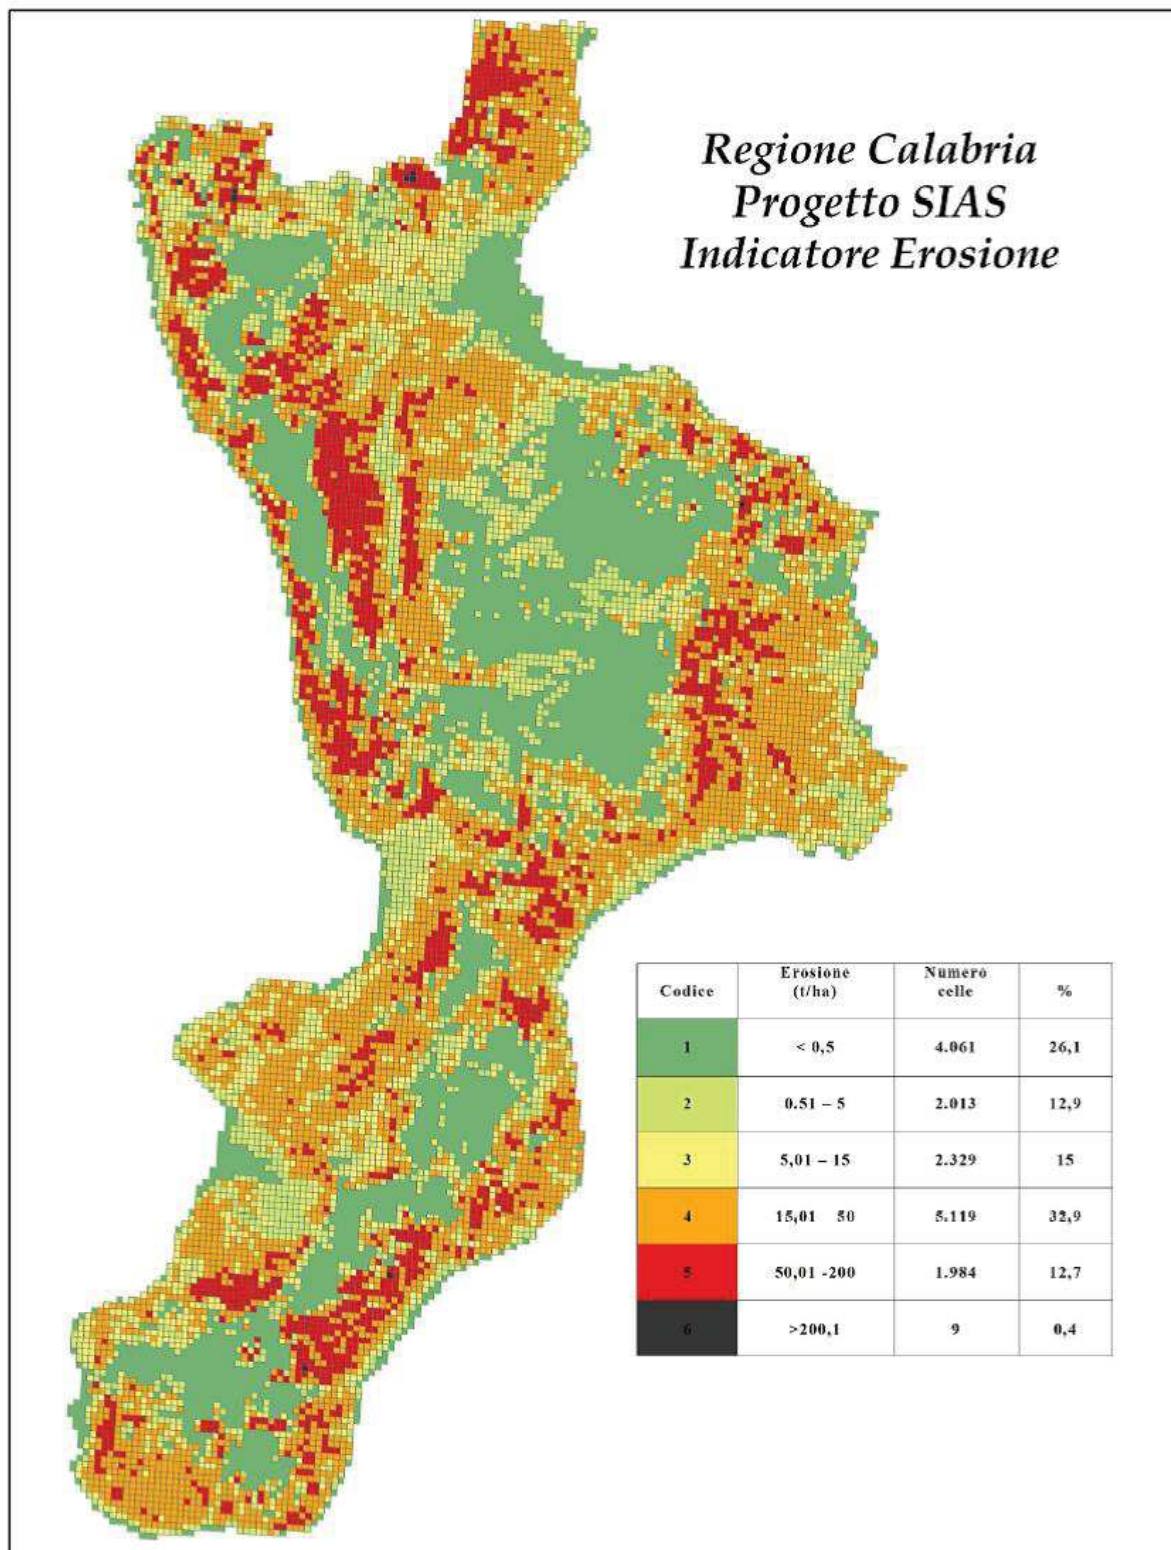 Regione Calabria
Progetto SIAS
Indicatore Erosione
Codice Erosione (t/ha) Numero celle %
1 < 0,5 4.061 26,1
2 0.51 – 5 2.013 12,9
3 5,01 – 15 2.329 15
4 15,01 50 5.119 32,9
5 50,01 -200 1.984 12,7
6 >200,1 9 0,4